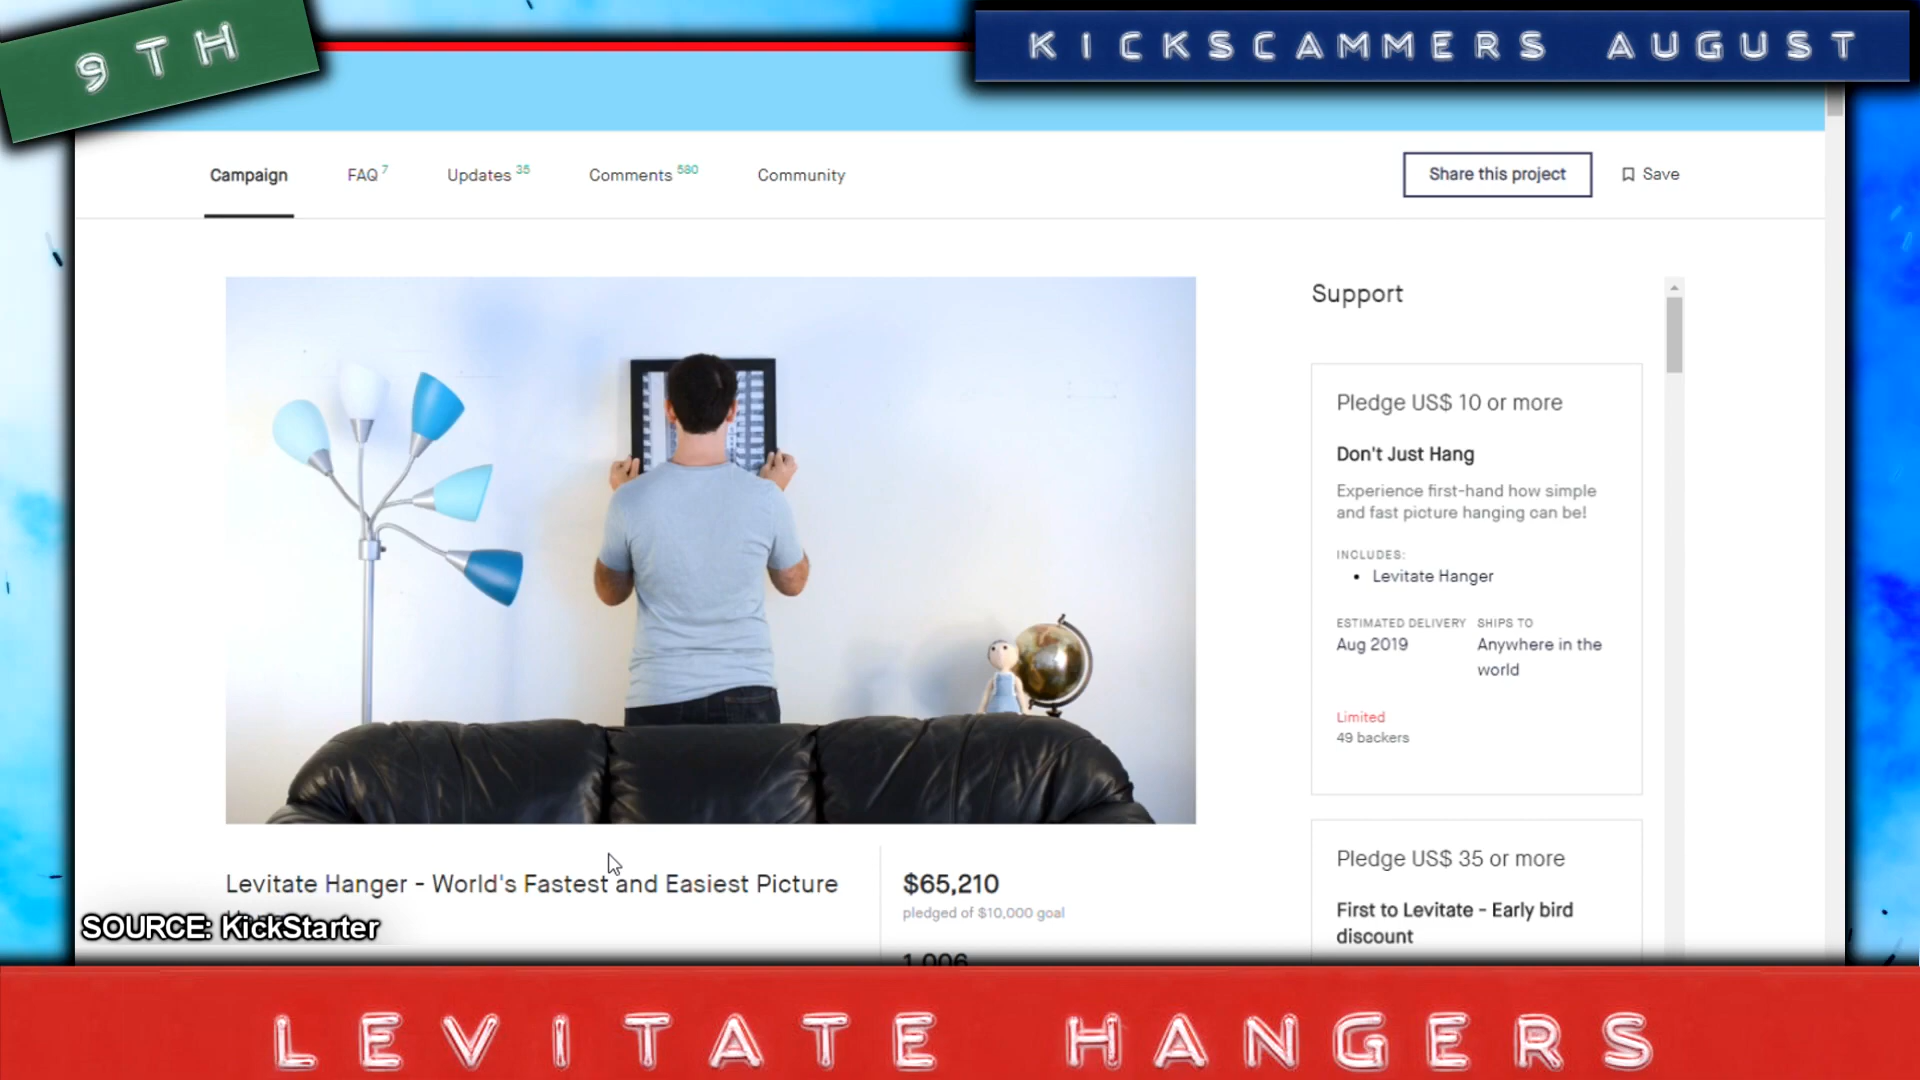 9TH
KICKSCAMMERS AUGUST
Campaign
FAQ 7
Updates 35
Comments 580
Community
Share this project
Save
Support
Pledge US$ 10 or more
Don't Just Hang
Experience first-hand how simple
and fast picture hanging can be!
INCLUDES:
• Levitate Hanger
ESTIMATED DELIVERY
Aug 2019
SHIPS TO
Anywhere in the
world
Limited
49 backers
Pledge US$ 35 or more
First to Levitate - Early bird
discount
Levitate Hanger - World's Fastest and Easiest Picture
$65,210
pledged of $10,000 goal
1,006
SOURCE: KickStarter
LEVITATE HANGERS